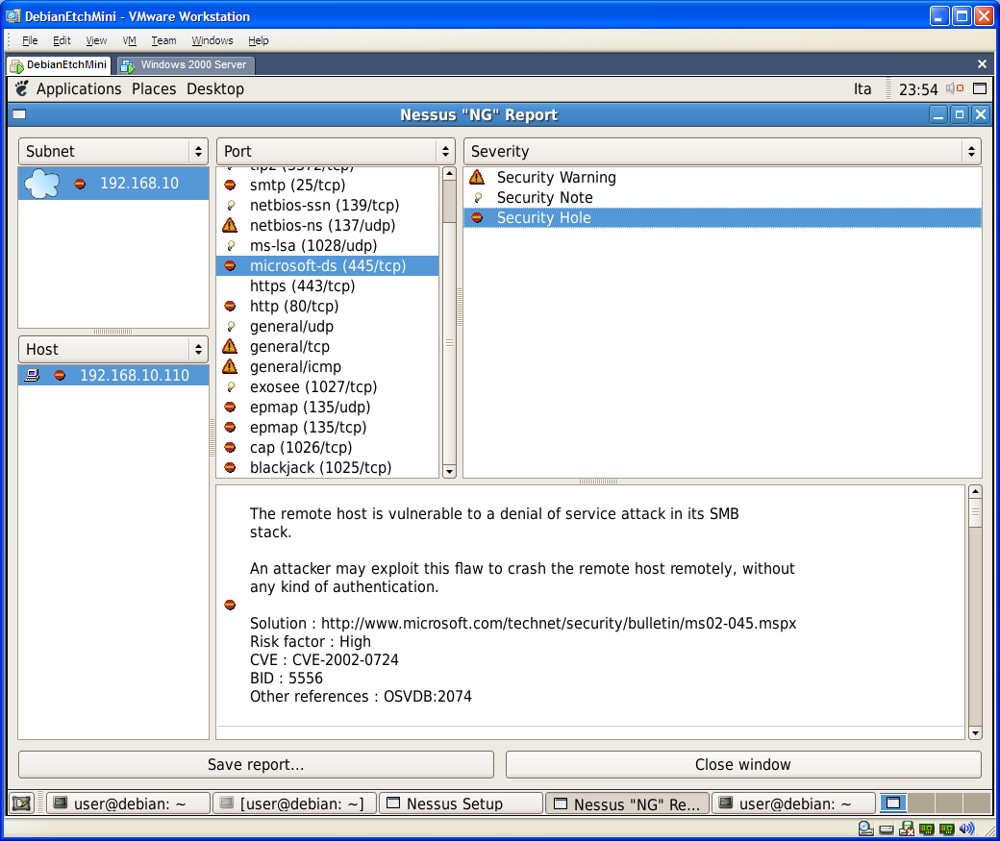 DebianEtchMini - VMware Workstation
File Edit View VM Team Windows Help
DebianEtchMini Windows 2000 Server
Applications Places Desktop Ita 23:54
Nessus "NG" Report
Subnet
192.168.10
Host
192.168.10.110
Port
smtp (25/tcp)
netbios-ssn (139/tcp)
netbios-ns (137/udp)
ms-lsa (1028/udp)
microsoft-ds (445/tcp)
https (443/tcp)
http (80/tcp)
general/udp
general/tcp
general/icmp
exosee (1027/tcp)
epmap (135/udp)
epmap (135/tcp)
cap (1026/tcp)
blackjack (1025/tcp)
Severity
Security Warning
Security Note
Security Hole
The remote host is vulnerable to a denial of service attack in its SMB
stack.
An attacker may exploit this flaw to crash the remote host remotely, without
any kind of authentication.
Solution : http://www.microsoft.com/technet/security/bulletin/ms02-045.mspx
Risk factor : High
CVE : CVE-2002-0724
BID : 5556
Other references : OSVDB:2074
Save report... Close window
user@debian: ~ [user@debian: ~] Nessus Setup Nessus "NG" Re... user@debian: ~